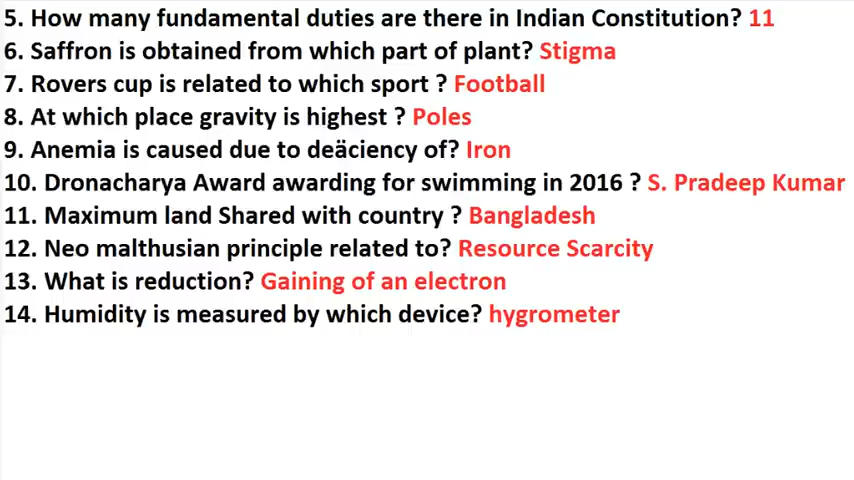 5. How many fundamental duties are there in Indian Constitution? 11
6. Saffron is obtained from which part of plant? Stigma
7. Rovers cup is related to which sport ? Football
8. At which place gravity is highest ? Poles
9. Anemia is caused due to deäciency of? Iron
10. Dronacharya Award awarding for swimming in 2016 ? S. Pradeep Kumar
11. Maximum land Shared with country ? Bangladesh
12. Neo malthusian principle related to? Resource Scarcity
13. What is reduction? Gaining of an electron
14. Humidity is measured by which device? hygrometer